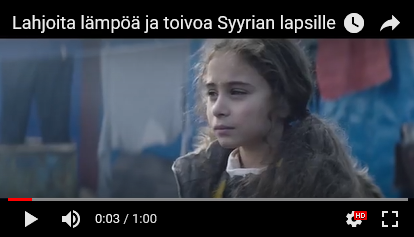 Lahjoita lämpöä ja toivoa Syyrian lapsille
0:03 / 1:00
HD